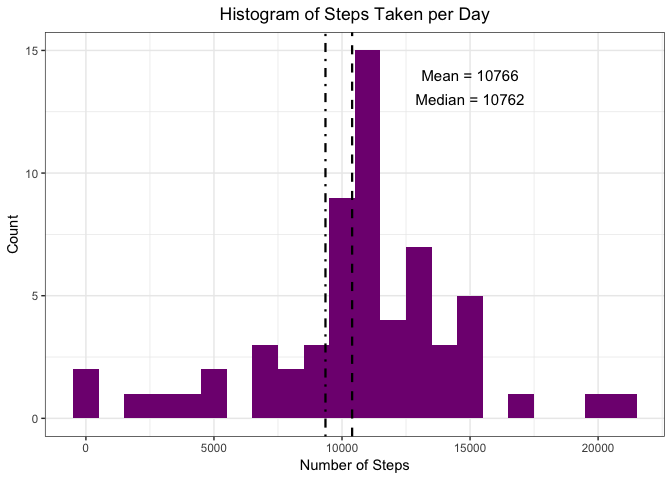 Histogram of Steps Taken per Day
15
10
5
0
Mean = 10766
Median = 10762
Count
0 5000 10000 15000 20000
Number of Steps